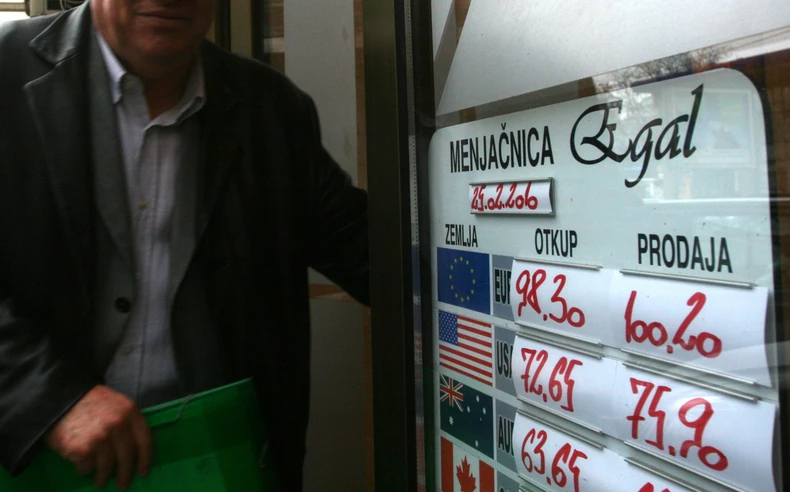 MENJAČNICA Egal
25.02.2010
ZEMLJA OTKUP PRODAJA
EUR 98.30 100.20
US 72.65 75.90
AU 63.65